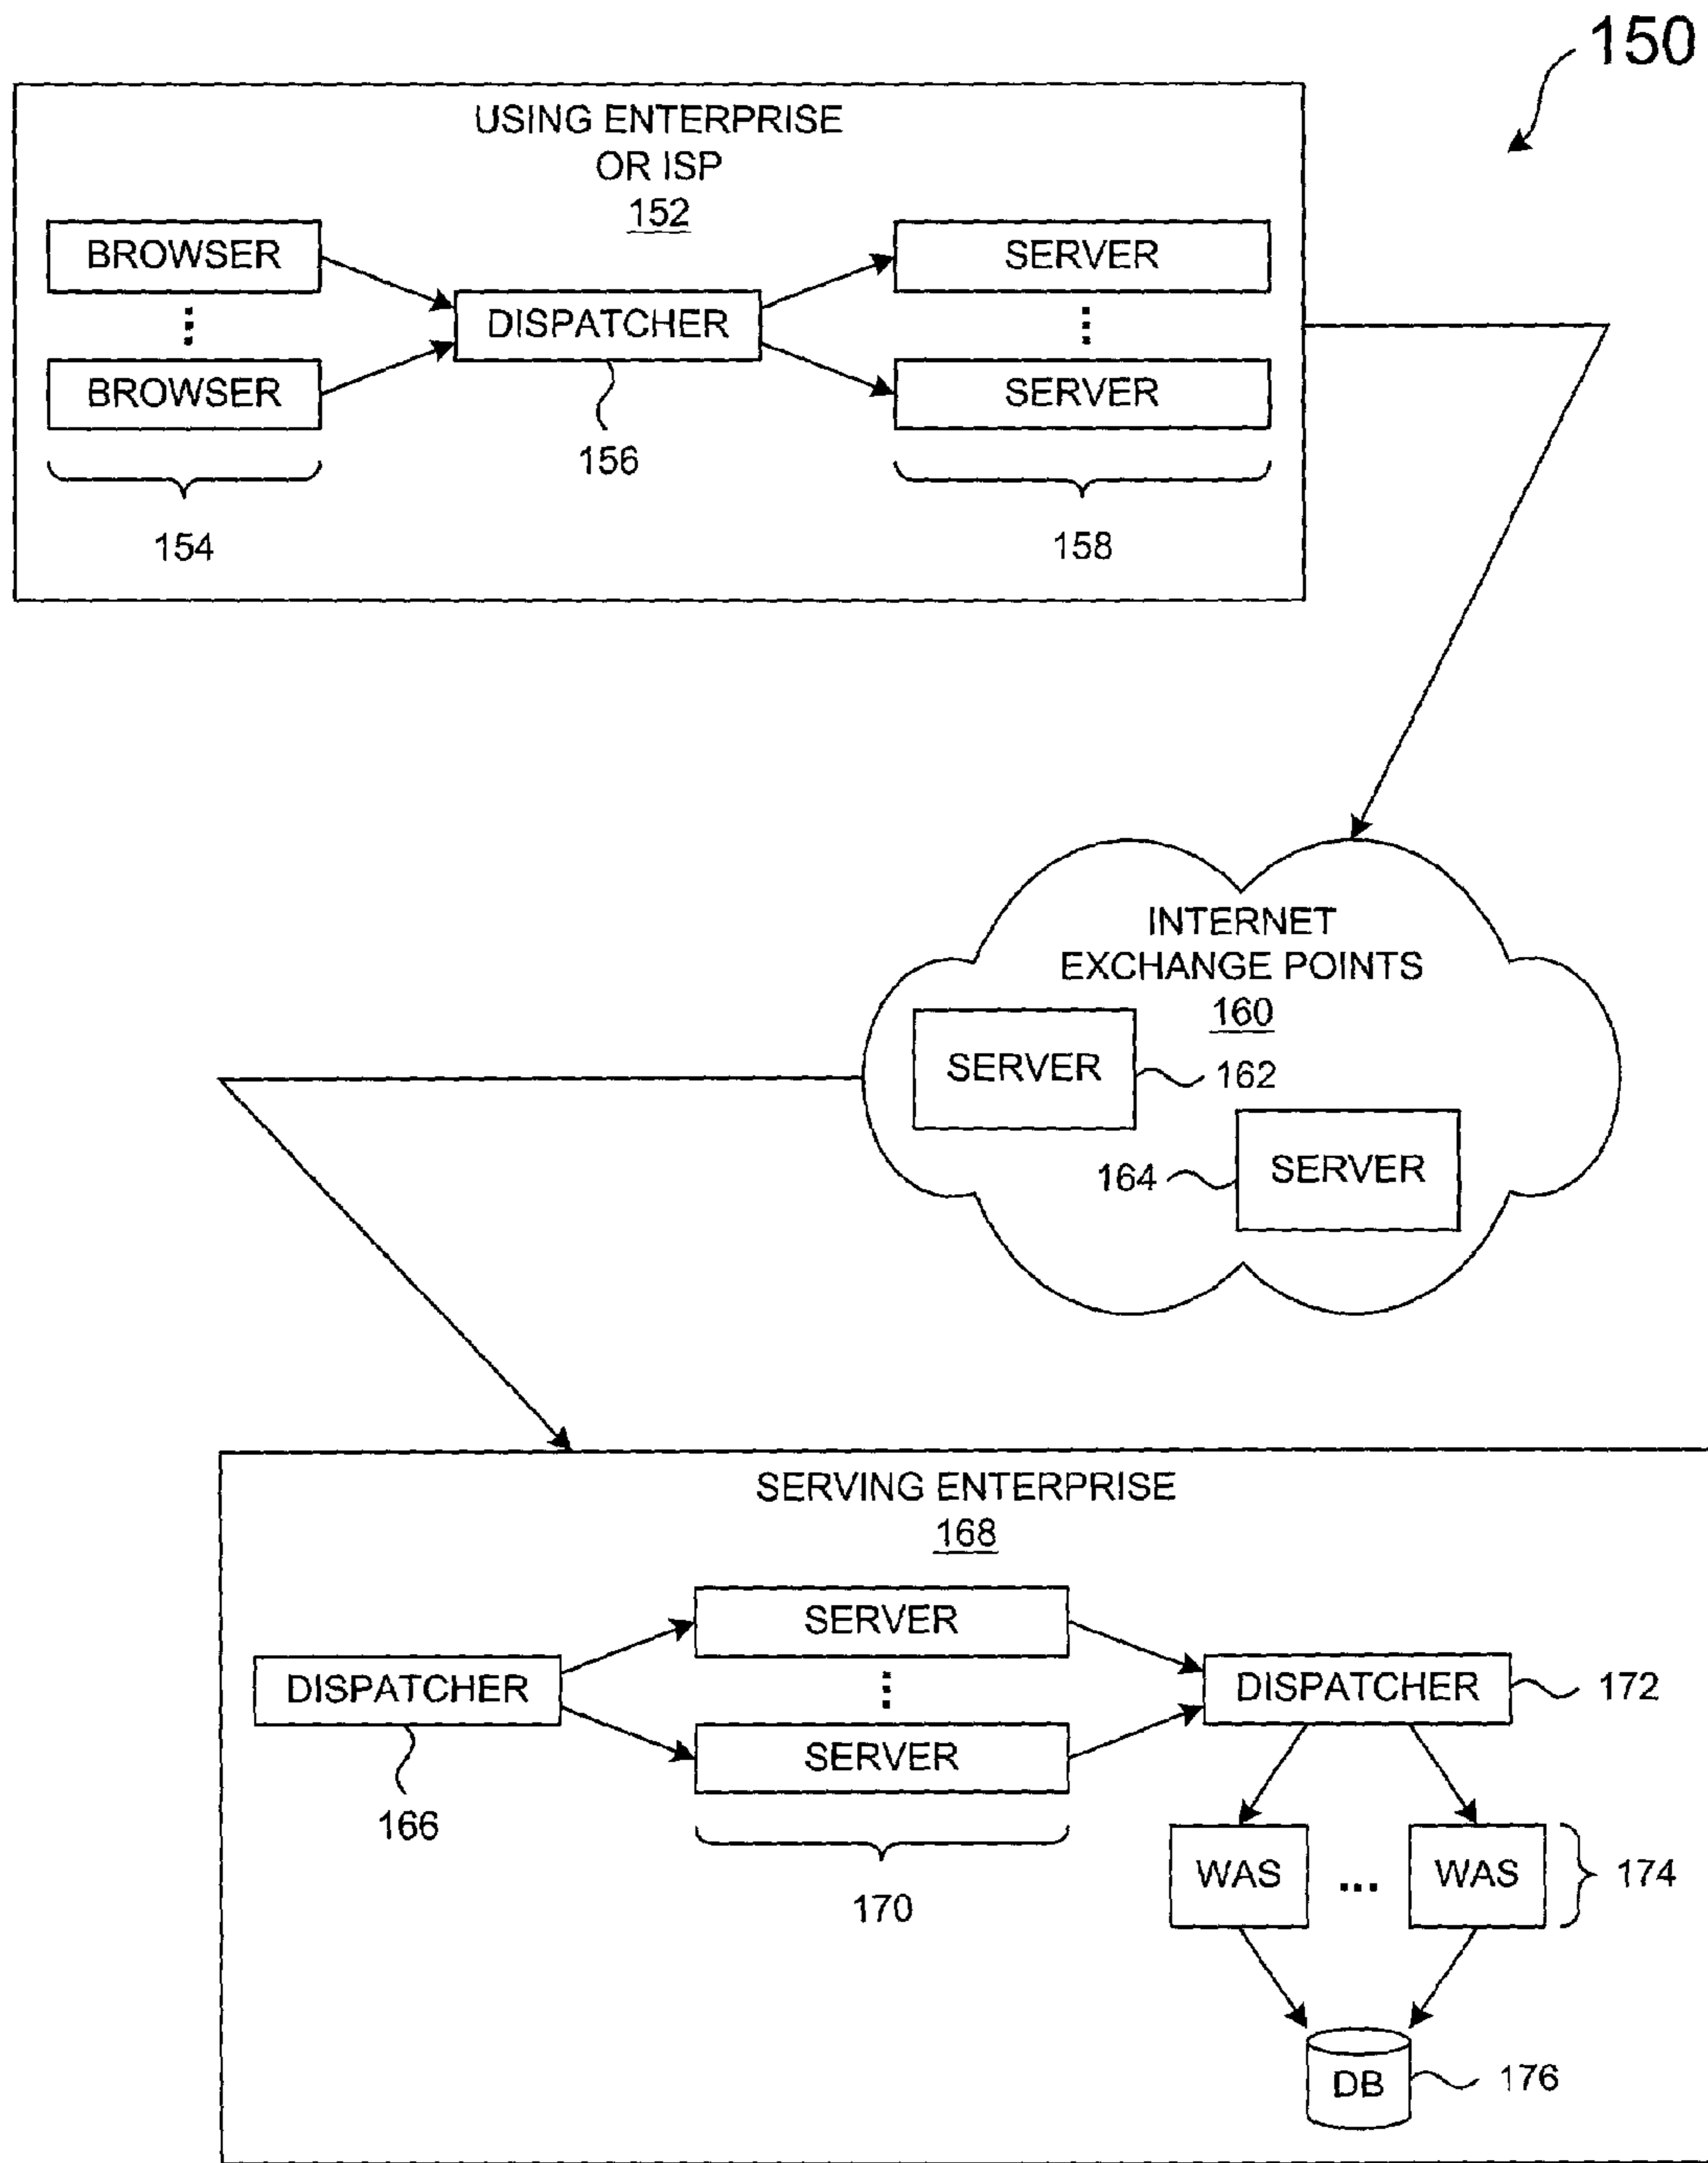 150
USING ENTERPRISE
OR ISP
152
BROWSER
SERVER
DISPATCHER
BROWSER
SERVER
156
154
158
INTERNET
EXCHANGE POINTS
160
SERVER
162
164
SERVER
SERVING ENTERPRISE
168
SERVER
DISPATCHER
DISPATCHER
172
SERVER
166
170
WAS
...
WAS
174
DB
176